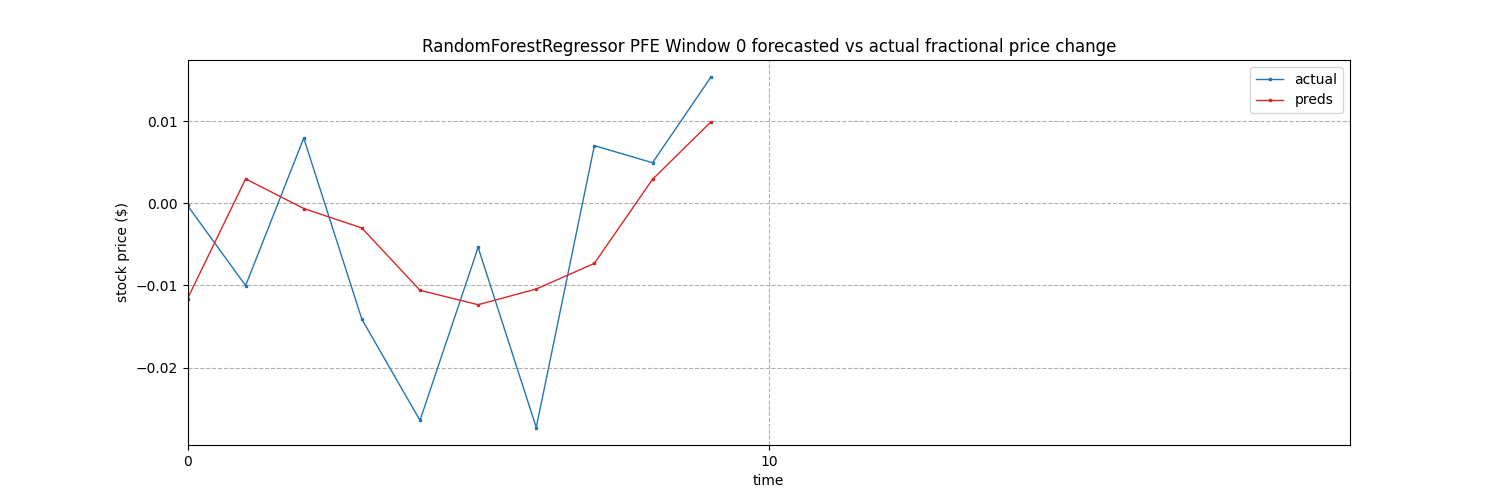 RandomForestRegressor PFE Window 0 forecasted vs actual fractional price change
actual
preds
0.01
0.00
−0.01
−0.02
stock price ($)
0
10
time